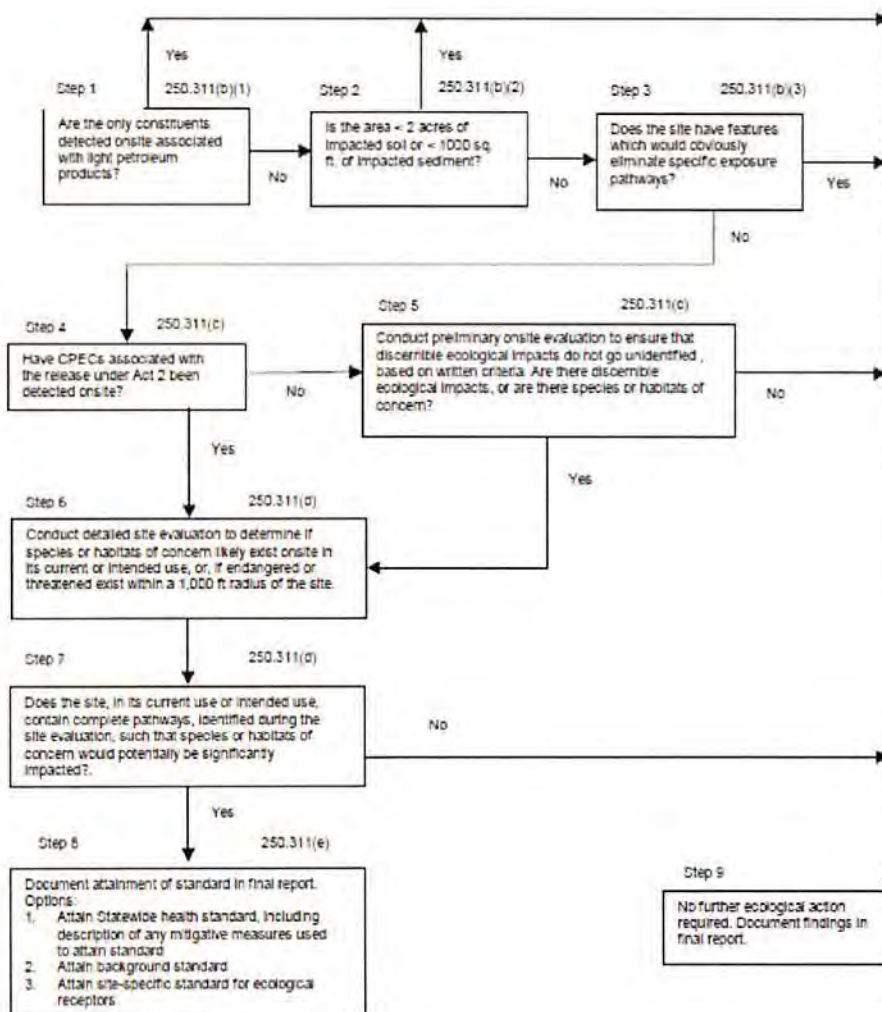 Yes
Yes
Step 1
250.311(b)(1)
Step 2
250.311(b)(2)
Step 3
250.311(b)(3)
Are the only constituents
detected onsite associated
with light petroleum
products?
No
Is the area < 2 acres of
impacted soil or < 1000 sq.
ft. of impacted sediment?
No
Does the site have features
which would obviously
eliminate specific exposure
pathways?
Yes
No
Step 4
250.311(c)
Have CPECs associated with
the release under Act 2 been
detected onsite?
No
Yes
Step 5
250.311(c)
Conduct preliminary onsite evaluation to ensure that
discernible ecological impacts do not go unidentified ,
based on written criteria. Are there discernible
ecological impacts, or are there species or habitats of
concern?
No
Yes
Step 6
250.311(d)
Conduct detailed site evaluation to determine if
species or habitats of concern likely exist onsite in
its current or intended use, or, if endangered or
threatened exist within a 1,000 ft radius of the site.
Step 7
250.311(d)
Does the site, in its current use or intended use,
contain complete pathways, identified during the
site evaluation, such that species or habitats of
concern would potentially be significantly
impacted?.
No
Yes
Step 8
250.311(e)
Document attainment of standard in final report.
Options:
1. Attain Statewide health standard, including
description of any mitigative measures used
to attain standard
2. Attain background standard
3. Attain site-specific standard for ecological
receptors
Step 9
No further ecological action
required. Document findings in
final report.